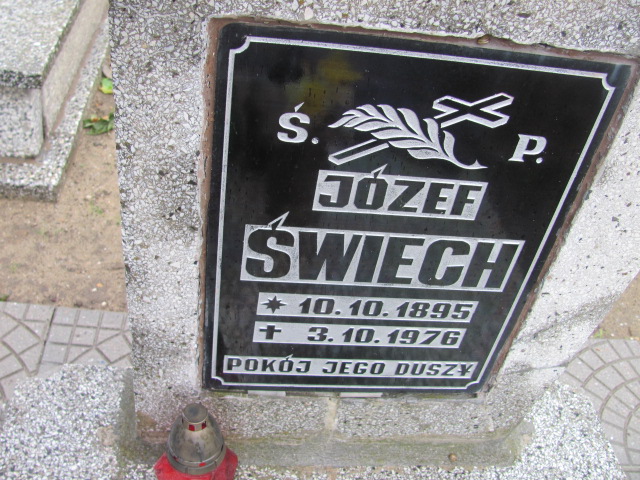 Ś. P.
JÓZEF
ŚWIECH
* 10.10.1895
✝ 3.10.1976
POKÓJ JEGO DUSZY